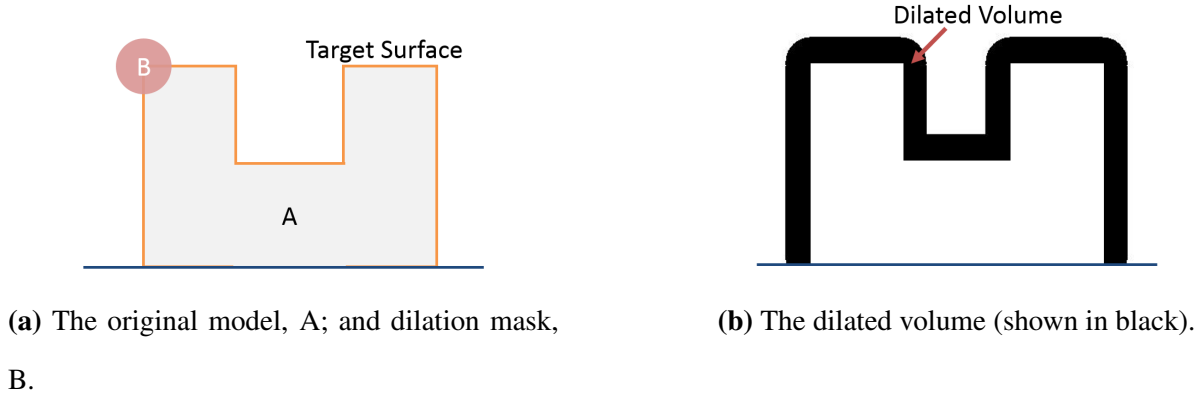 B
Target Surface
A
(a) The original model, A; and dilation mask,
B.
Dilated Volume
(b) The dilated volume (shown in black).